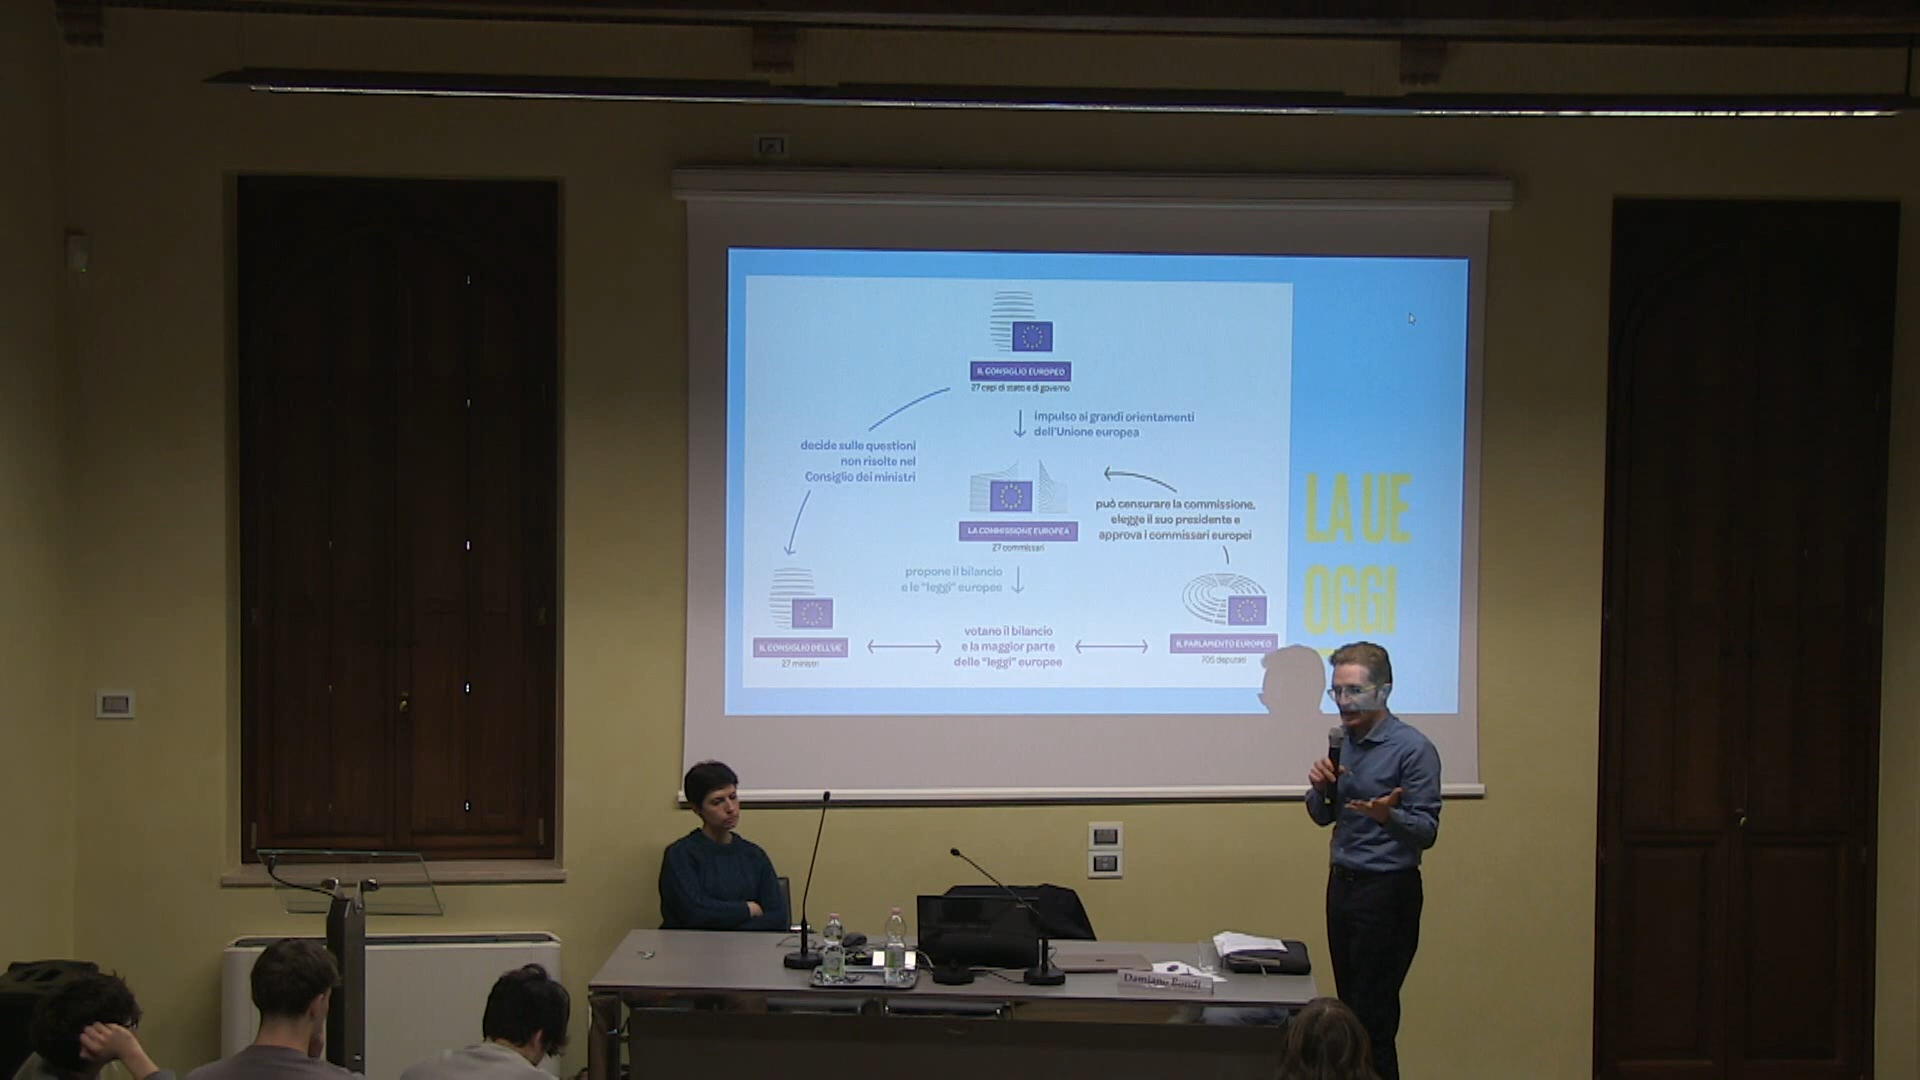 IL CONSIGLIO EUROPEO
27 capi di stato e di governo
impulso ai grandi orientamenti
dell'Unione europea
decide sulle questioni
non risolte nel
Consiglio dei ministri
LA COMMISSIONE EUROPEA
27 commissari
può censurare la commissione,
elegge il suo presidente e
approva i commissari europei
propone il bilancio
e le "leggi" europee
IL CONSIGLIO DELL'UE
27 ministri
votano il bilancio
e la maggior parte
delle "leggi" europee
IL PARLAMENTO EUROPEO
705 deputati
LA UE
OGGI
Damiano Bondi